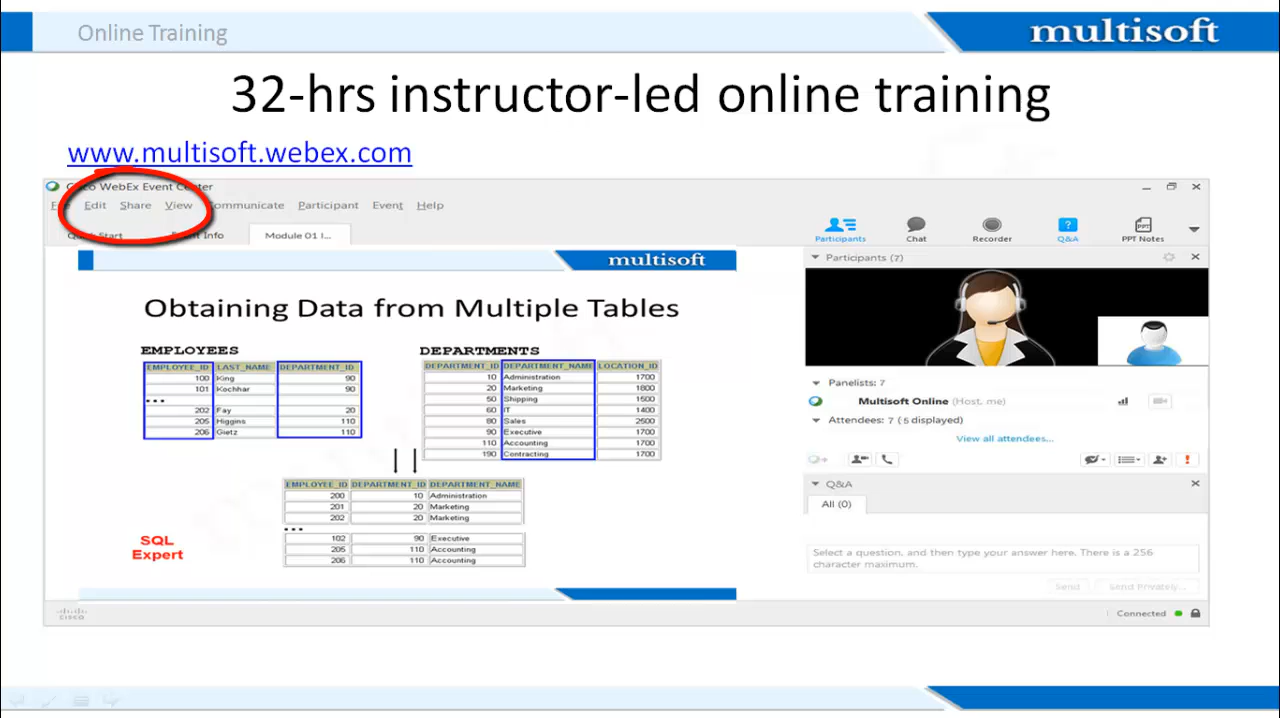 Online Training
multisoft
32-hrs instructor-led online training
www.multisoft.webex.com
WebEx Event Center
Edit Share View Communicate Participant Event Help
Quick Start Info Module 01 I...
Participants Chat Recorder Q&A PPT Notes
multisoft
Participants (7)
Obtaining Data from Multiple Tables
EMPLOYEES
EMPLOYEE_ID LAST_NAME DEPARTMENT_ID
100 King 90
101 Kochhar 90
...
202 Fay 20
205 Higgins 110
206 Gietz 110
DEPARTMENTS
DEPARTMENT_ID DEPARTMENT_NAME LOCATION_ID
10 Administration 1700
20 Marketing 1800
50 Shipping 1500
60 IT 1400
80 Sales 2500
90 Executive 1700
110 Accounting 1700
190 Contracting 1700
EMPLOYEE_ID DEPARTMENT_ID DEPARTMENT_NAME
200 10 Administration
201 20 Marketing
202 20 Marketing
...
102 90 Executive
205 110 Accounting
206 110 Accounting
SQL
Expert
Panelists: 7
Multisoft Online (Host, me)
Attendees: 7 (5 displayed)
View all attendees...
Q&A
All (0)
Select a question, and then type your answer here. There is a 256
character maximum.
Send Send Privately...
cisco
Connected